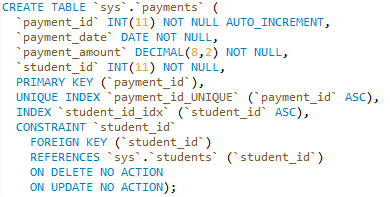 CREATE TABLE `sys`.`payments` (
  `payment_id` INT(11) NOT NULL AUTO_INCREMENT,
  `payment_date` DATE NOT NULL,
  `payment_amount` DECIMAL(8,2) NOT NULL,
  `student_id` INT(11) NOT NULL,
  PRIMARY KEY (`payment_id`),
  UNIQUE INDEX `payment_id_UNIQUE` (`payment_id` ASC),
  INDEX `student_id_idx` (`student_id` ASC),
  CONSTRAINT `student_id`
    FOREIGN KEY (`student_id`)
    REFERENCES `sys`.`students` (`student_id`)
    ON DELETE NO ACTION
    ON UPDATE NO ACTION);